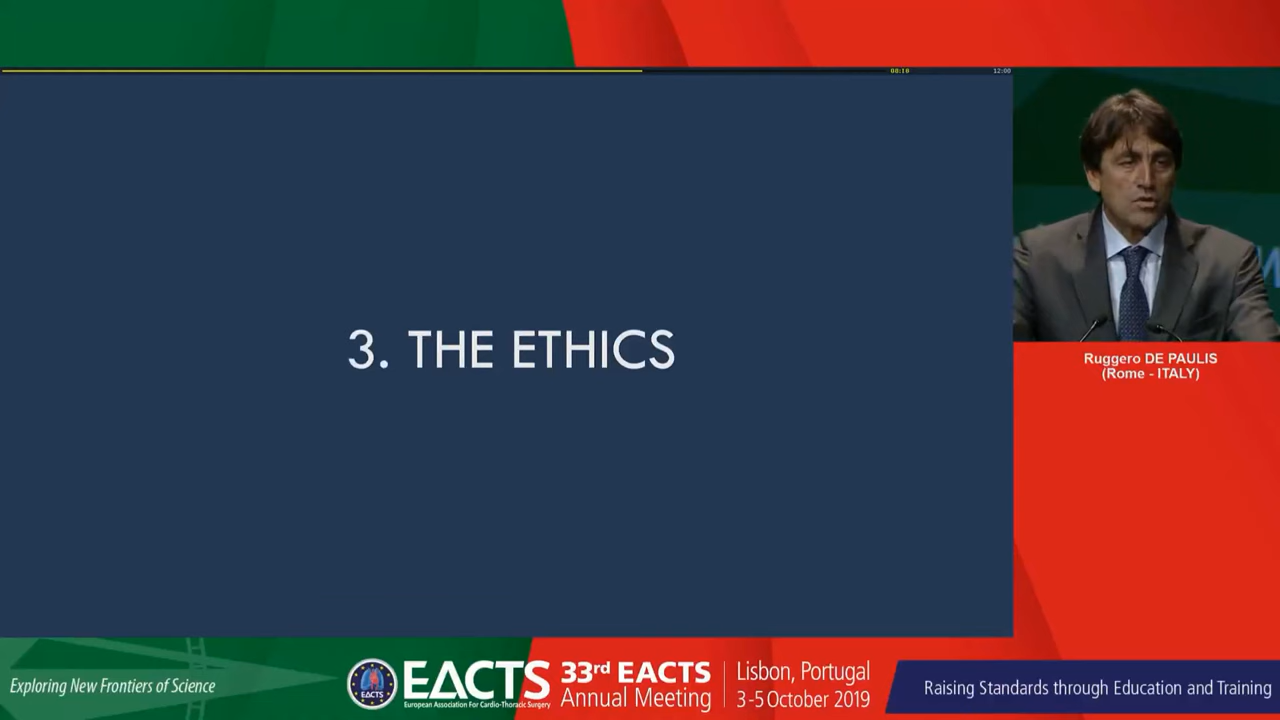 08:10
12:00
3. THE ETHICS
Ruggero DE PAULIS
(Rome - ITALY)
Exploring New Frontiers of Science
EACTS
EACTS
European Association For Cardio-Thoracic Surgery
33rd EACTS
Annual Meeting
Lisbon, Portugal
3-5 October 2019
Raising Standards through Education and Training